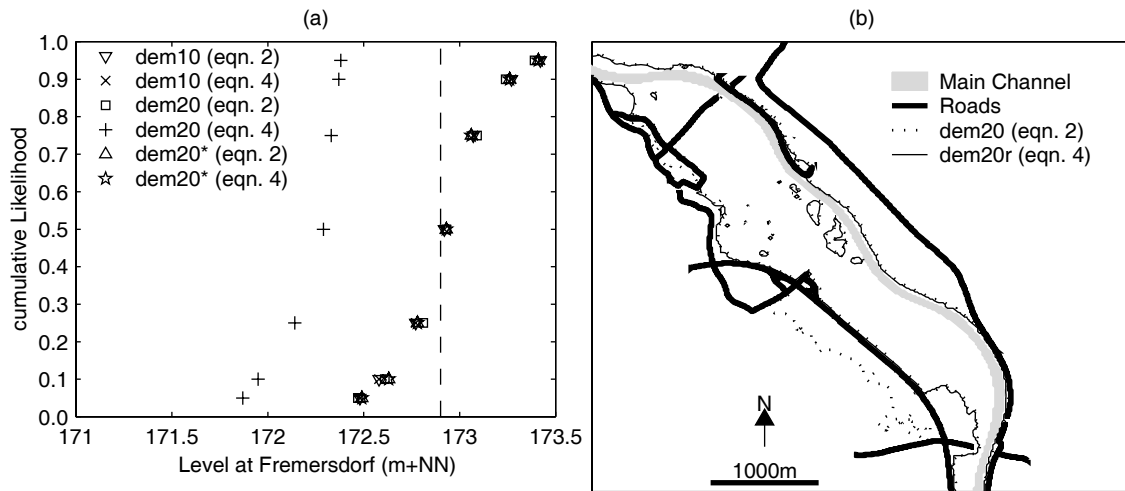 (a)
1.0
0.9
0.8
0.7
0.6
0.5
0.4
0.3
0.2
0.1
0.0
cumulative Likelihood
dem10 (eqn. 2)
dem10 (eqn. 4)
dem20 (eqn. 2)
dem20 (eqn. 4)
dem20* (eqn. 2)
dem20* (eqn. 4)
171
171.5
172
172.5
173
173.5
Level at Fremersdorf (m+NN)
(b)
Main Channel
Roads
dem20 (eqn. 2)
dem20r (eqn. 4)
N
1000m